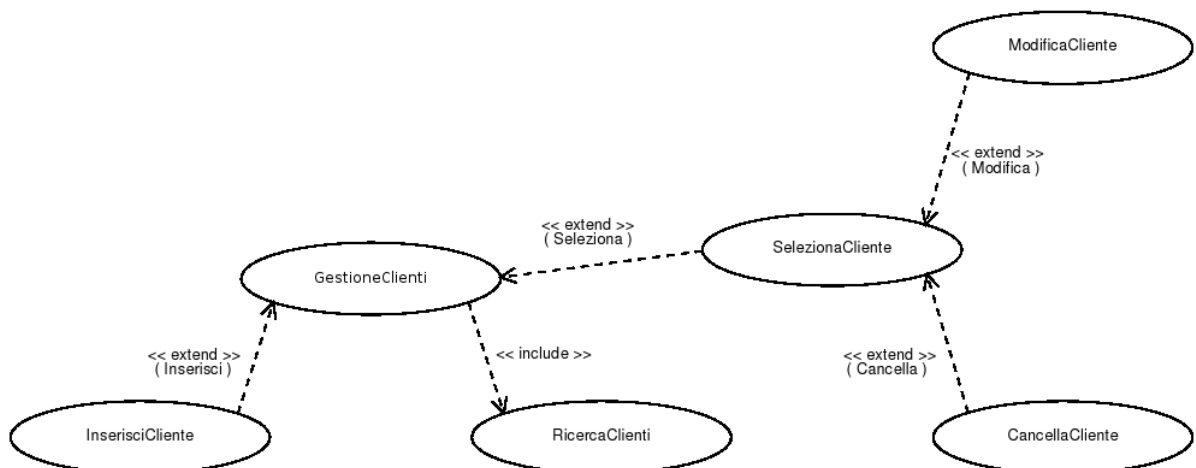 ModificaCliente
<< extend >>
( Modifica )
<< extend >>
( Seleziona )
SelezionaCliente
GestioneClienti
<< extend >>
( Inserisci )
<< include >>
<< extend >>
( Cancella )
InserisciCliente
RicercaClienti
CancellaCliente